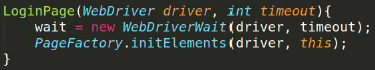 LoginPage(WebDriver driver, int timeout){
    wait = new WebDriverWait(driver, timeout);
    PageFactory.initElements(driver, this);
}